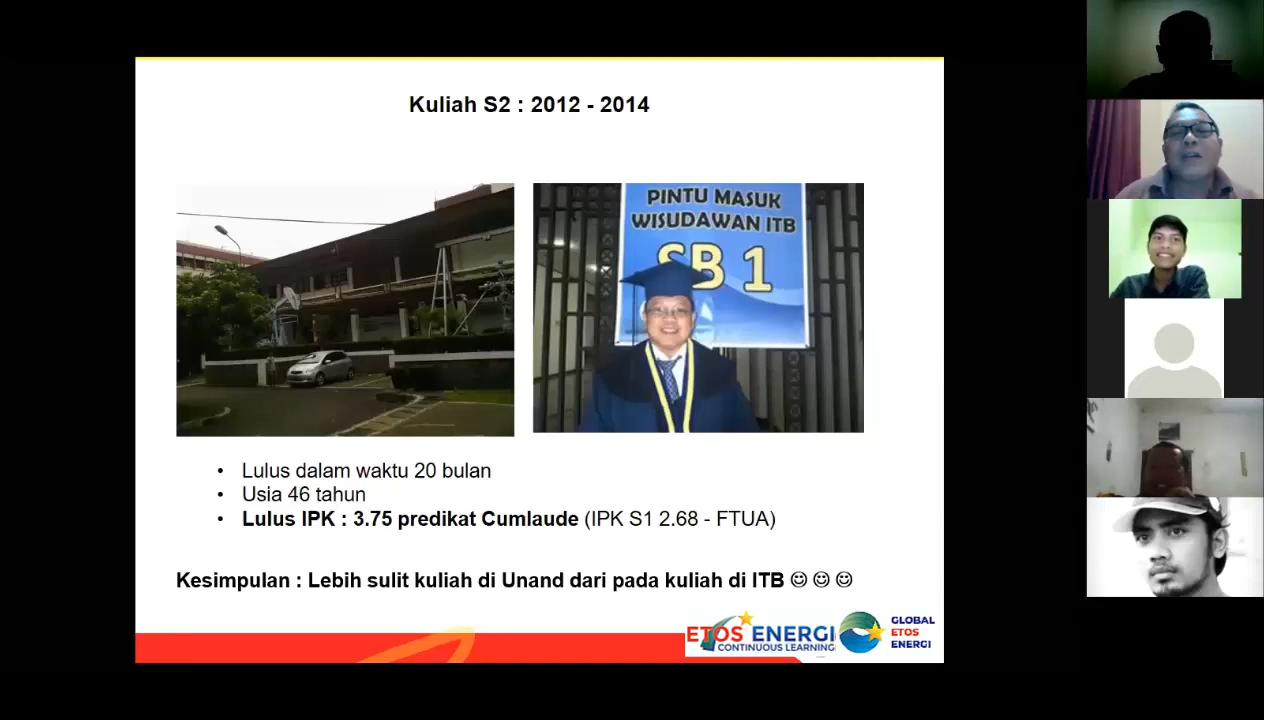 Kuliah S2 : 2012 - 2014
PINTU MASUK
WISUDAWAN ITB
SB 1
• Lulus dalam waktu 20 bulan
• Usia 46 tahun
• Lulus IPK : 3.75 predikat Cumlaude (IPK S1 2.68 - FTUA)
Kesimpulan : Lebih sulit kuliah di Unand dari pada kuliah di ITB ☺ ☺ ☺
ETOS ENERGI
CONTINUOUS LEARNING
GLOBAL
ETOS
ENERGI